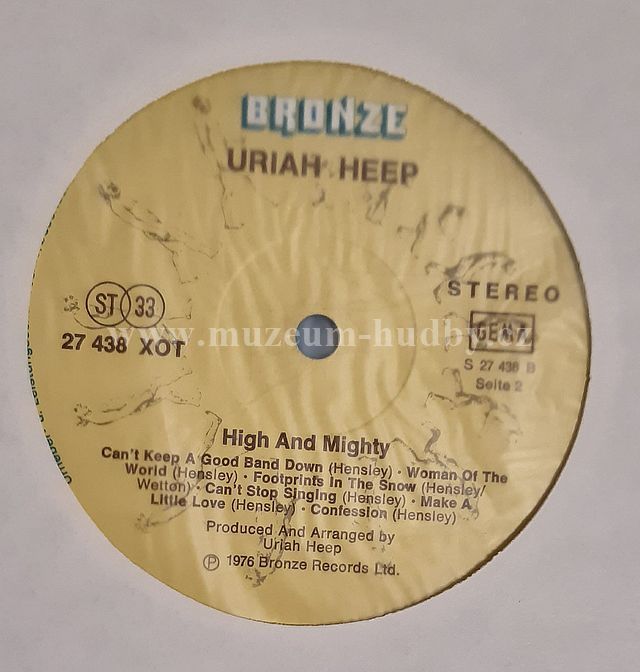 BRONZE
URIAH HEEP
ST 33
STEREO
27 438 XOT
GEMA
S 27 438 B
Seite 2
www.muzeum-hudby.cz
High And Mighty
Can't Keep A Good Band Down (Hensley) · Woman Of The
World (Hensley) · Footprints In The Snow (Hensley/
Wetton) · Can't Stop Singing (Hensley) · Make A
Little Love (Hensley) · Confession (Hensley)
Produced And Arranged by
Uriah Heep
℗ 1976 Bronze Records Ltd.